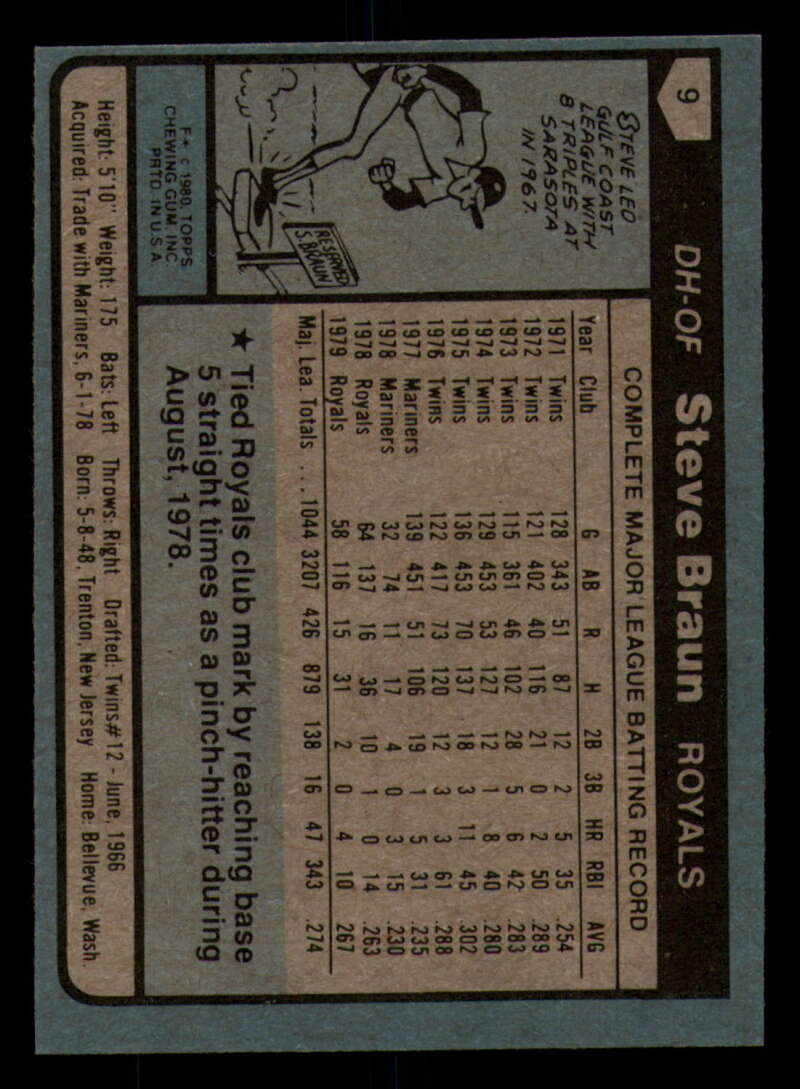 9
DH-OF Steve Braun ROYALS
STEVE LED
GULF COAST
LEAGUE WITH
8 TRIPLES AT
SARASOTA
IN 1967.
RESERVED
S. BRAUN
F* © 1980, TOPPS
CHEWING GUM, INC.
PRTD. IN U.S.A.
COMPLETE MAJOR LEAGUE BATTING RECORD
Year Club G AB R H 2B 3B HR RBI AVG
1971 Twins 128 343 51 87 12 2 5 35 .254
1972 Twins 121 402 40 116 21 0 2 50 .289
1973 Twins 115 361 46 102 28 5 6 42 .283
1974 Twins 129 453 53 127 12 1 8 40 .280
1975 Twins 136 453 70 137 18 3 11 45 .302
1976 Twins 122 417 73 120 12 3 3 61 .288
1977 Mariners 139 451 51 106 19 1 5 31 .235
1978 Mariners 32 74 11 17 4 0 3 15 .230
1978 Royals 64 137 16 36 10 1 0 14 .263
1979 Royals 58 116 15 31 2 0 4 10 .267
Maj. Lea. Totals ... 1044 3207 426 879 138 16 47 343 .274
★ Tied Royals club mark by reaching base
5 straight times as a pinch-hitter during
August, 1978.
Height: 5'10" Weight: 175 Bats: Left Throws: Right Drafted: Twins#12 - June, 1966
Acquired: Trade with Mariners, 6-1-78 Born: 5-8-48, Trenton, New Jersey Home: Bellevue, Wash.